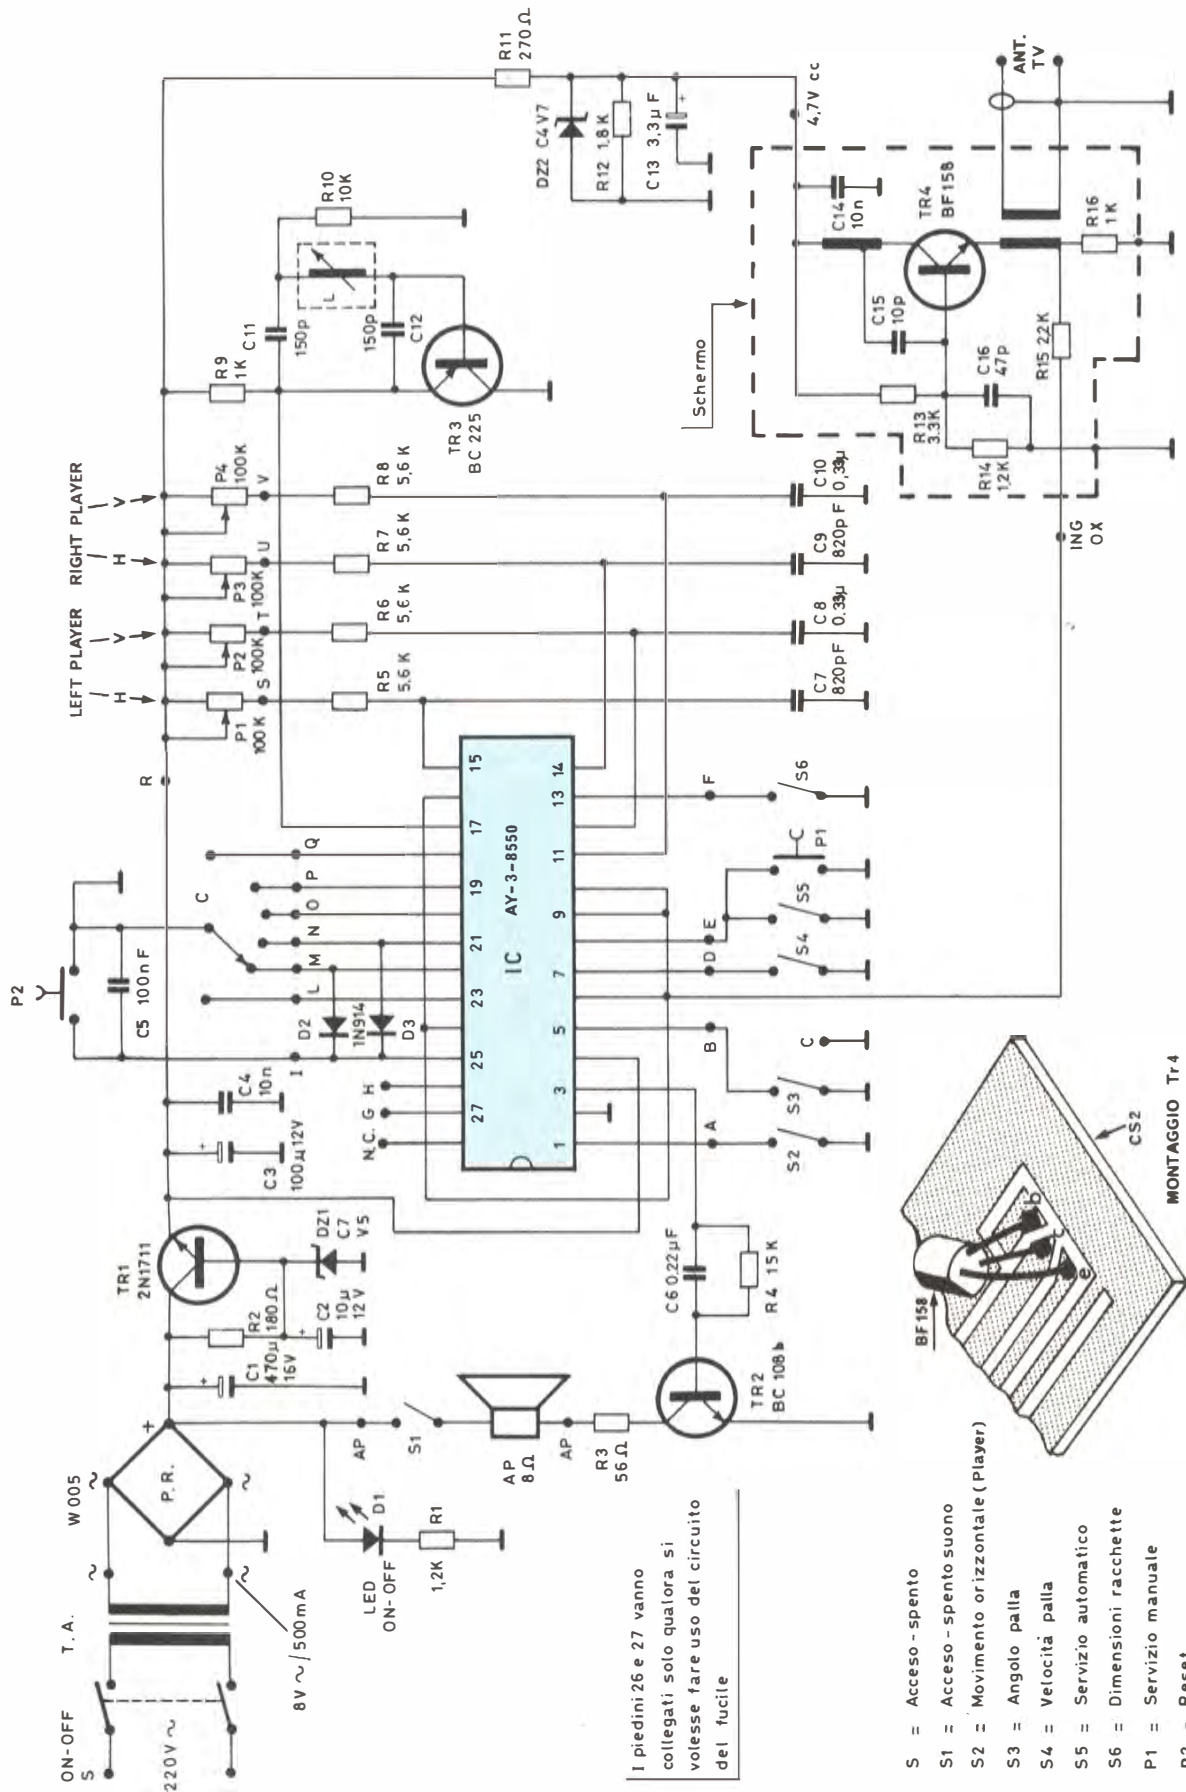 ON-OFF
S
220V ~
T.A.
8V ~ / 500mA
W005
P.R.
~
~
~
~
+
LED
ON-OFF
D1
R1
1,2K
AP
S1
AP
8Ω
AP
R3
56Ω
TR2
BC 108b
C1
470µ
16V
R2
180Ω
C2
10µ
12V
+
+
TR1
2N1711
DZ1
C7
V5
C6 0,22µF
R4 15K
C3
100µ12V
+
C4
10n
P2
C5 100nF
I
D2
1N914
D3
L
M
N
O
P
Q
C
N.C.
G
H
27
25
23
21
19
17
15
IC AY-3-8550
1
3
5
7
9
11
13
14
A
B
C
D
E
F
S2
S3
S4
S5
P1
S6
R
LEFT PLAYER
RIGHT PLAYER
H
V
H
V
P1
100K
S
P2
100K
T
P3
100K
U
P4
100K
V
R5
5,6K
R6
5,6K
R7
5,6K
R8
5,6K
C7
820pF
C8
0,33µ
C9
820pF
C10
0,33µ
R9
1K
C11
150p
L
150p
C12
R10
10K
TR3
BC 225
R11
270Ω
DZ2 C4V7
R12 1,8K
C13 3,3µF
+
4,7V cc
Schermo
C14
10n
TR4
BF158
C15
10p
R13
3.3K
C16
47p
R14
1,2K
R15 2,2K
R16
1K
ANT.
TV
ING
OX
I piedini 26 e 27 vanno
collegati solo qualora si
volesse fare uso del circuito
del fucile
S = Acceso-spento
S1 = Acceso-spento suono
S2 = Movimento orizzontale (Player)
S3 = Angolo palla
S4 = Velocità palla
S5 = Servizio automatico
S6 = Dimensioni racchette
P1 = Servizio manuale
P2 = Reset
BF158
b
c
e
CS2
MONTAGGIO Tr4